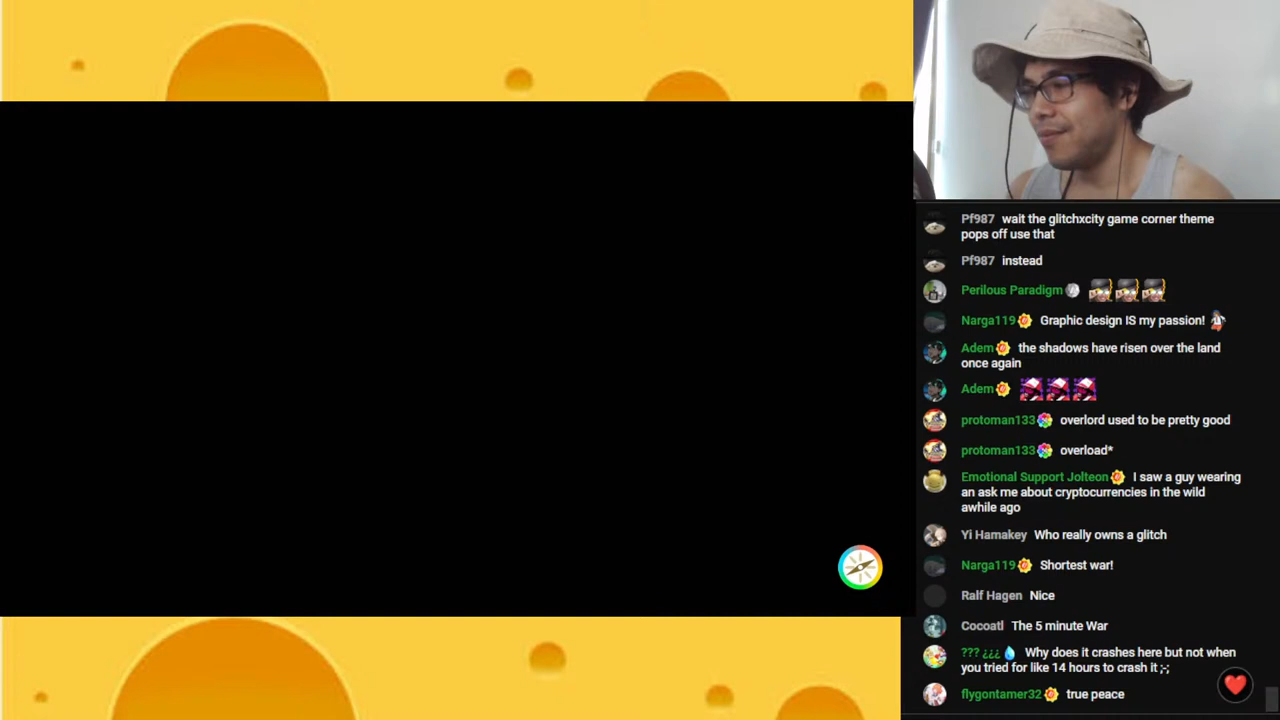 Pf987 wait the glitchxcity game corner theme
pops off use that
Pf987 instead
Perilous Paradigm
Narga119 Graphic design IS my passion!
Adem the shadows have risen over the land
once again
Adem
protoman133 overlord used to be pretty good
protoman133 overload*
Emotional Support Jolteon I saw a guy wearing
an ask me about cryptocurrencies in the wild
awhile ago
Yi Hamakey Who really owns a glitch
Narga119 Shortest war!
Ralf Hagen Nice
Cocoatl The 5 minute War
??? ¿¿¿ Why does it crashes here but not when
you tried for like 14 hours to crash it ;-;
flygontamer32 true peace